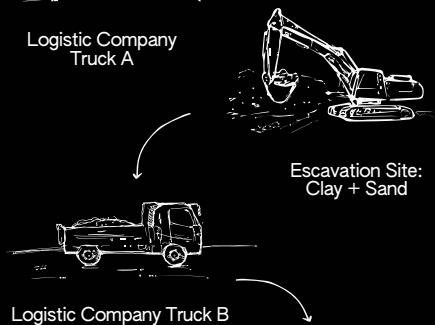 Logistic Company
Truck A
Escavation Site:
Clay + Sand
Logistic Company Truck B